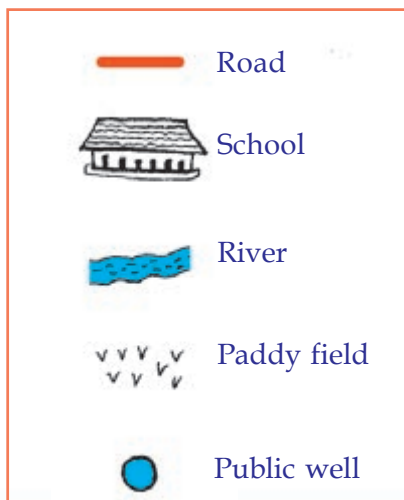 Road
School
River
Paddy field
Public well